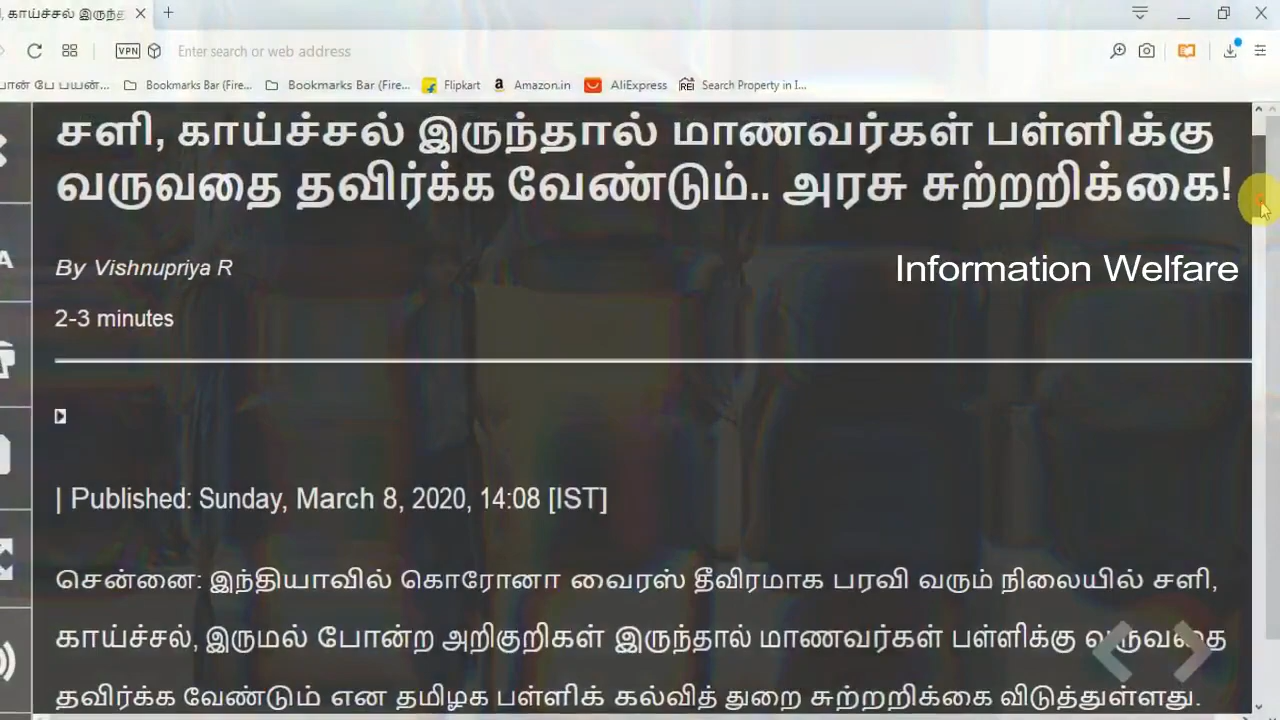 காய்ச்சல் இருந்த
VPN Enter search or web address
Bookmarks Bar (Fire... Bookmarks Bar (Fire... Flipkart Amazon.in AliExpress Search Property in I...
சளி, காய்ச்சல் இருந்தால் மாணவர்கள் பள்ளிக்கு
வருவதை தவிர்க்க வேண்டும்.. அரசு சுற்றறிக்கை!
By Vishnupriya R
Information Welfare
2-3 minutes
| Published: Sunday, March 8, 2020, 14:08 [IST]
சென்னை: இந்தியாவில் கொரோனா வைரஸ் தீவிரமாக பரவி வரும் நிலையில் சளி,
காய்ச்சல், இருமல் போன்ற அறிகுறிகள் இருந்தால் மாணவர்கள் பள்ளிக்கு வருவதை
தவிர்க்க வேண்டும் என தமிழக பள்ளிக் கல்வித் துறை சுற்றறிக்கை விடுத்துள்ளது.